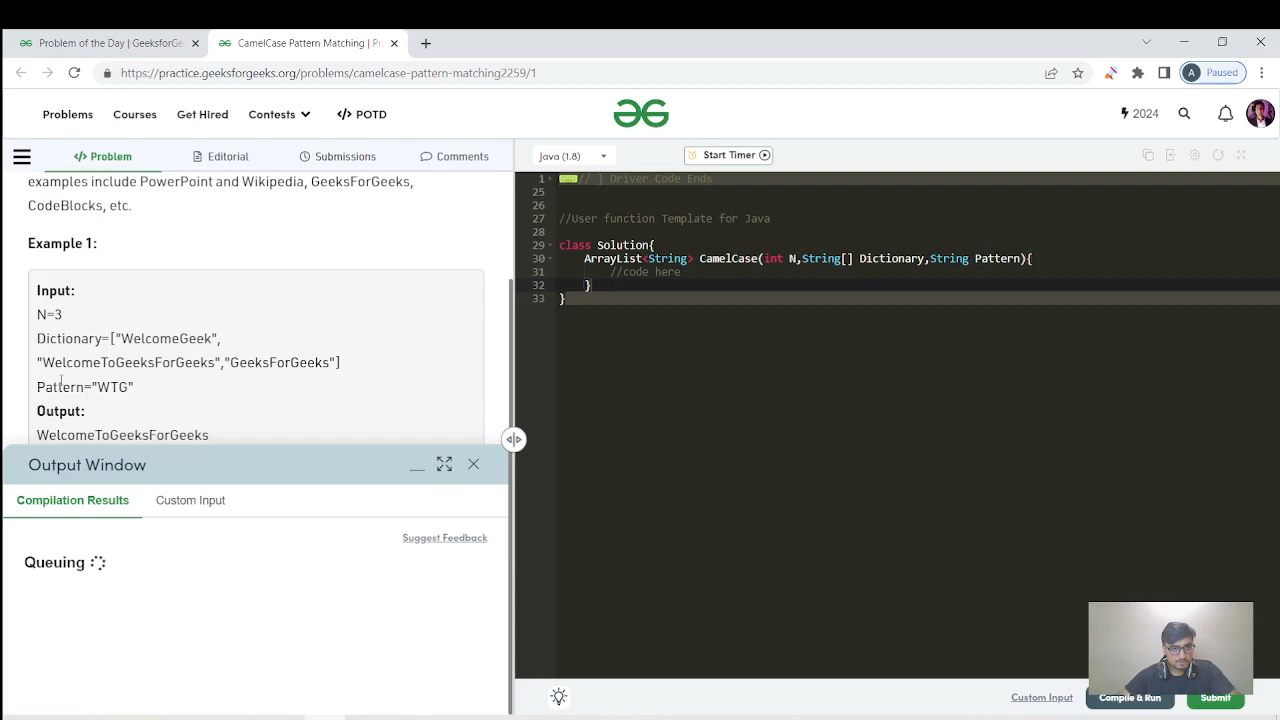 Problem of the Day | GeeksforGe
CamelCase Pattern Matching | Pr
https://practice.geeksforgeeks.org/problems/camelcase-pattern-matching2259/1
A Paused
Problems Courses Get Hired Contests </> POTD
2024
</> Problem Editorial Submissions Comments
Java (1.8)
Start Timer
examples include PowerPoint and Wikipedia, GeeksForGeeks,
CodeBlocks, etc.
Example 1:
Input:
N=3
Dictionary=["WelcomeGeek",
"WelcomeToGeeksForGeeks","GeeksForGeeks"]
Pattern="WTG"
Output:
WelcomeToGeeksForGeeks
Output Window
Compilation Results Custom Input
Suggest Feedback
Queuing
1 // } Driver Code Ends
25
26
27 //User function Template for Java
28
29 class Solution{
30 ArrayList<String> CamelCase(int N,String[] Dictionary,String Pattern){
31 //code here
32 }
33 }
Custom Input Compile & Run Submit